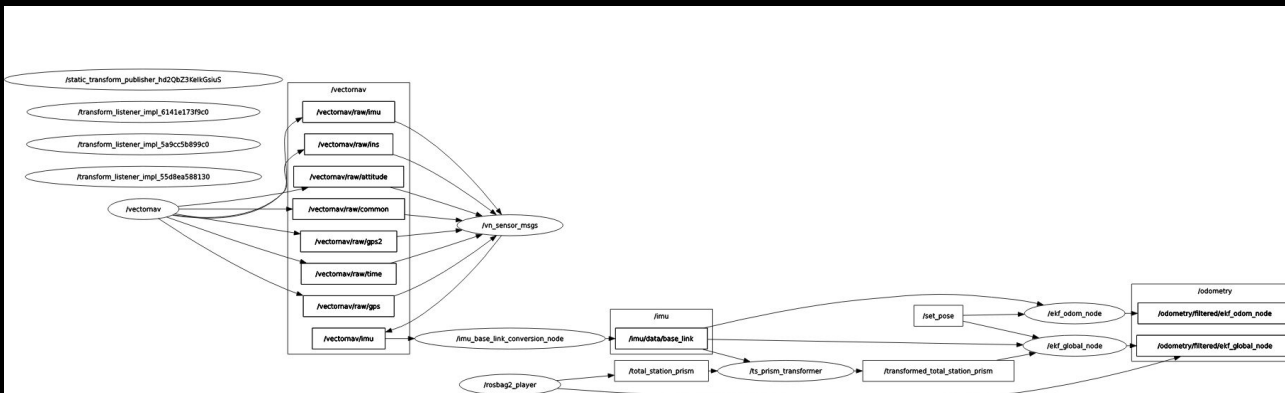 /static_transform_publisher_hd2QbZ3KelkGsiuS
/transform_listener_impl_6141e173f9c0
/transform_listener_impl_5a9cc5b899c0
/transform_listener_impl_55d8ea588130
/vectornav
/vectornav
/vectornav/raw/imu
/vectornav/raw/ins
/vectornav/raw/attitude
/vectornav/raw/common
/vectornav/raw/gps2
/vectornav/raw/time
/vectornav/raw/gps
/vectornav/imu
/vn_sensor_msgs
/imu_base_link_conversion_node
/imu
/imu/data/base_link
/rosbag2_player
/total_station_prism
/ts_prism_transformer
/transformed_total_station_prism
/set_pose
/ekf_odom_node
/ekf_global_node
/odometry
/odometry/filtered/ekf_odom_node
/odometry/filtered/ekf_global_node